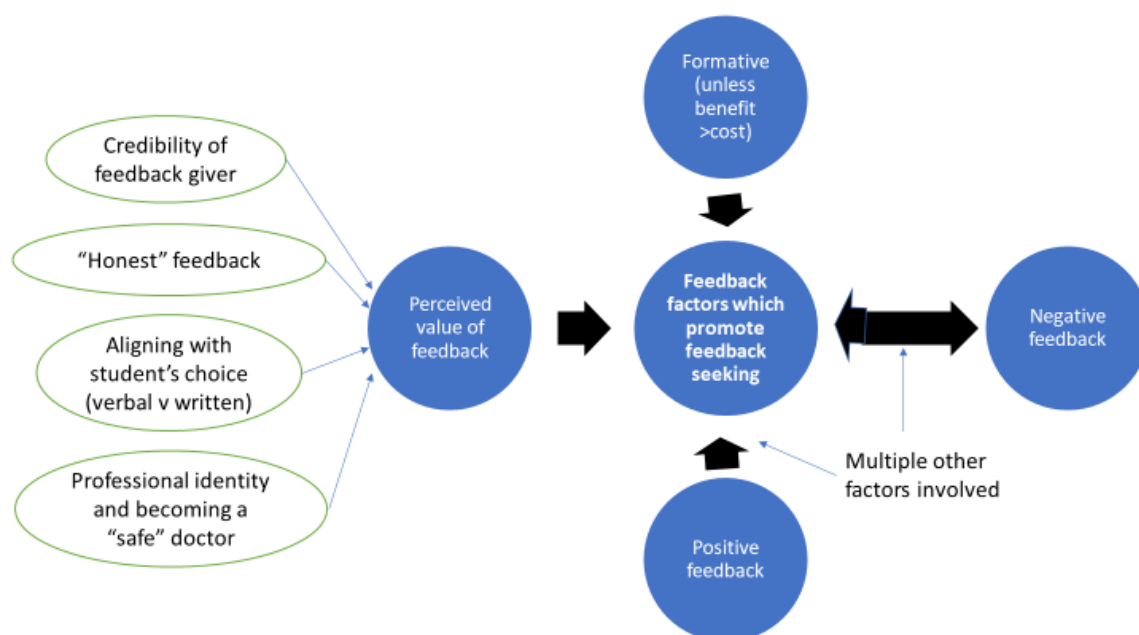 Credibility of
feedback giver
“Honest” feedback
Aligning with
student’s choice
(verbal v written)
Professional identity
and becoming a
“safe” doctor
Perceived
value of
feedback
Formative
(unless
benefit
>cost)
Feedback
factors which
promote
feedback
seeking
Negative
feedback
Multiple other
factors involved
Positive
feedback